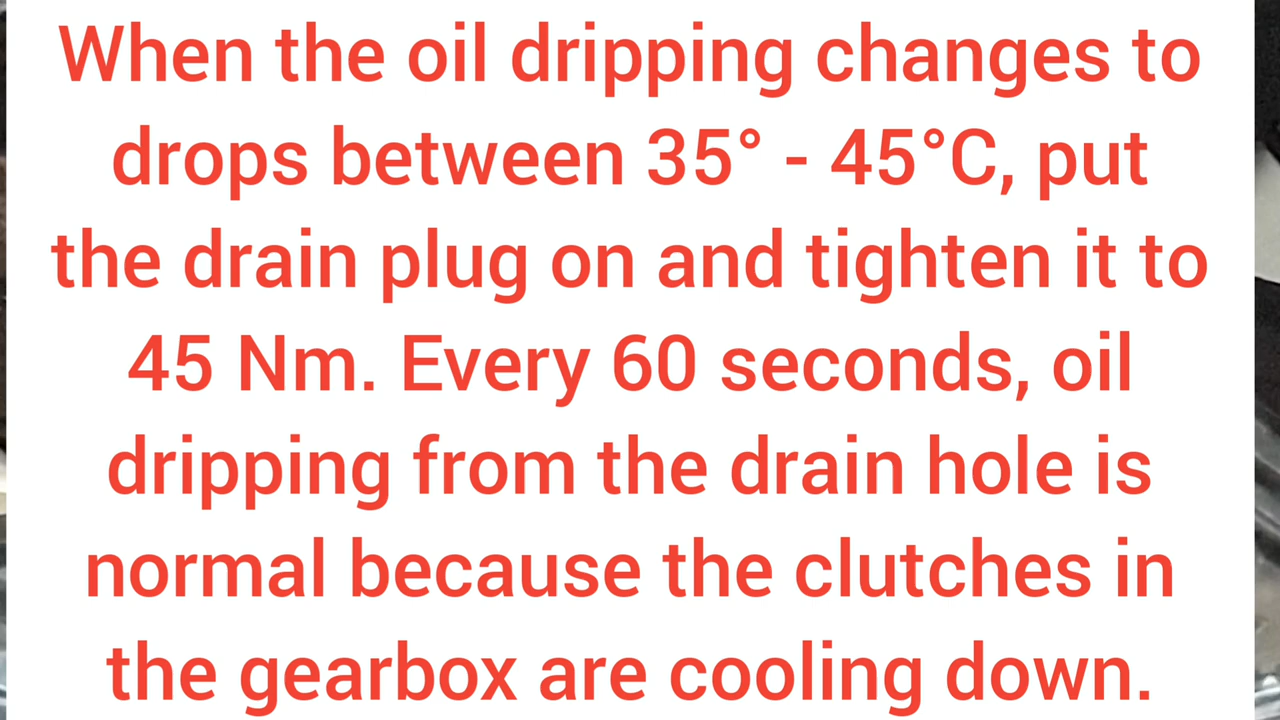 When the oil dripping changes to
drops between 35° - 45°C, put
the drain plug on and tighten it to
45 Nm. Every 60 seconds, oil
dripping from the drain hole is
normal because the clutches in
the gearbox are cooling down.